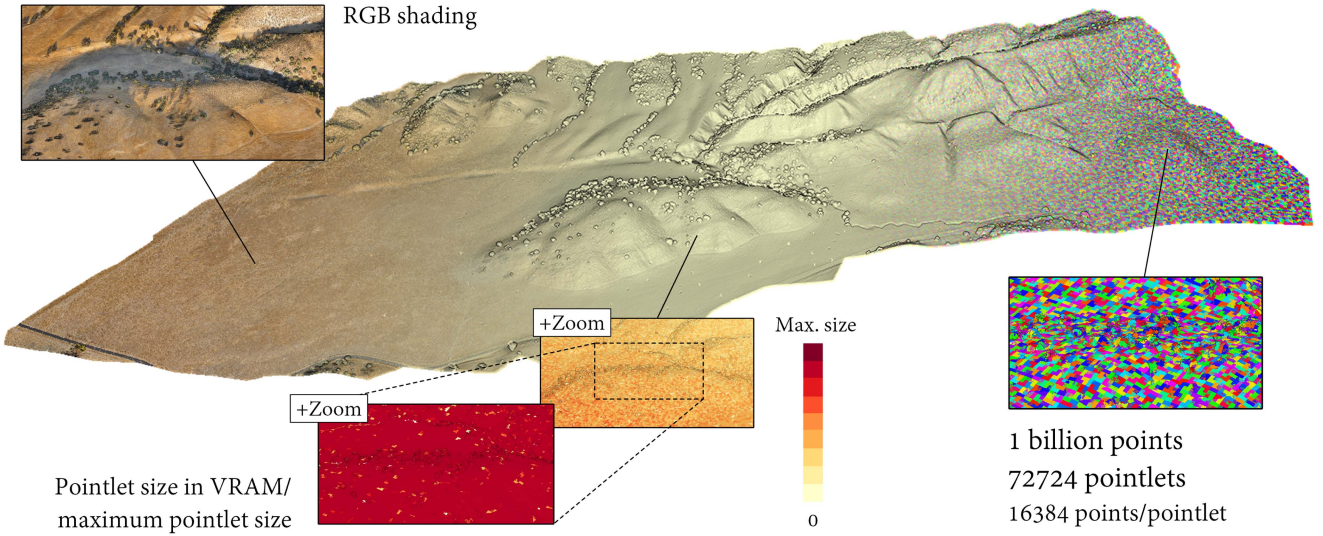 RGB shading
+Zoom
Max. size
+Zoom
0
Pointlet size in VRAM/
maximum pointlet size
1 billion points
72724 pointlets
16384 points/pointlet